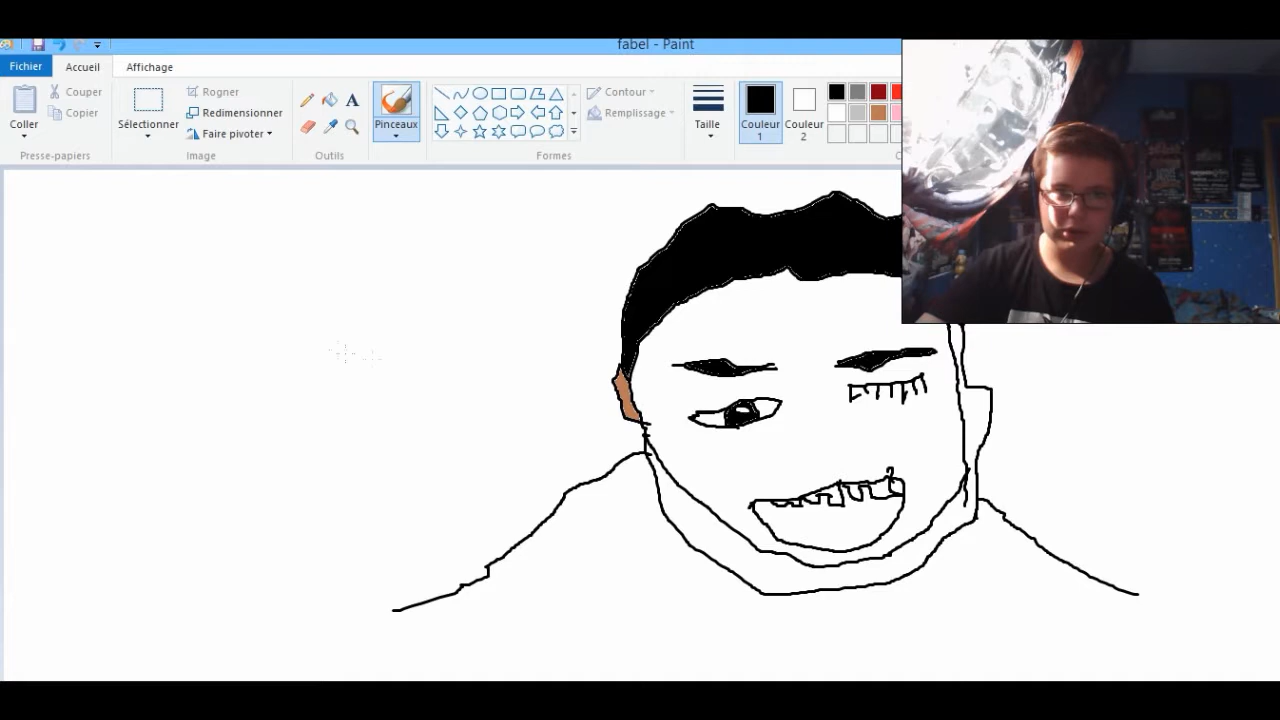 fabel - Paint
Fichier Accueil Affichage
Coller
Couper
Copier
Presse-papiers
Sélectionner
Rogner
Redimensionner
Faire pivoter
Image
Outils
Pinceaux
Formes
Contour
Remplissage
Taille
Couleur 1
Couleur 2